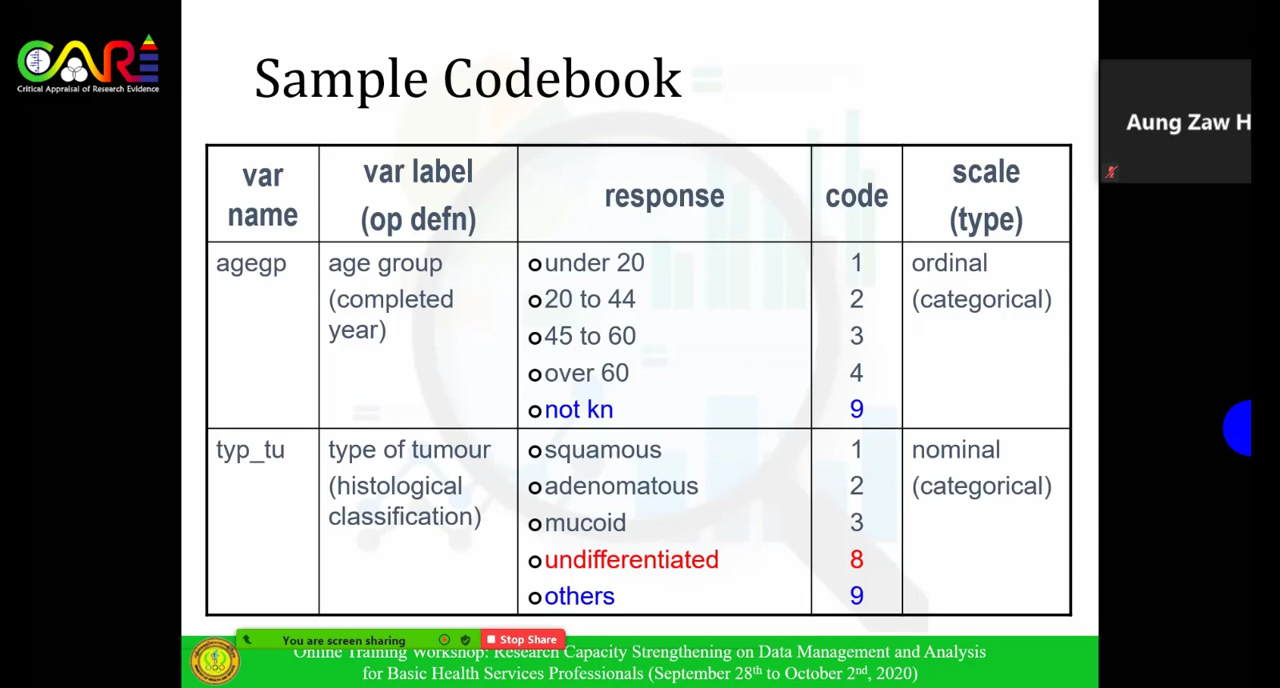 CARE
Critical Appraisal of Research Evidence
Sample Codebook
Aung Zaw H
var name
var label (op defn)
response
code
scale (type)
agegp
age group (completed year)
under 20 1
20 to 44 2
45 to 60 3
over 60 4
not kn 9
ordinal (categorical)
typ_tu
type of tumour (histological classification)
squamous 1
adenomatous 2
mucoid 3
undifferentiated 8
others 9
nominal (categorical)
You are screen sharing
Stop Share
Online Training Workshop: Research Capacity Strengthening on Data Management and Analysis
for Basic Health Services Professionals (September 28th to October 2nd, 2020)